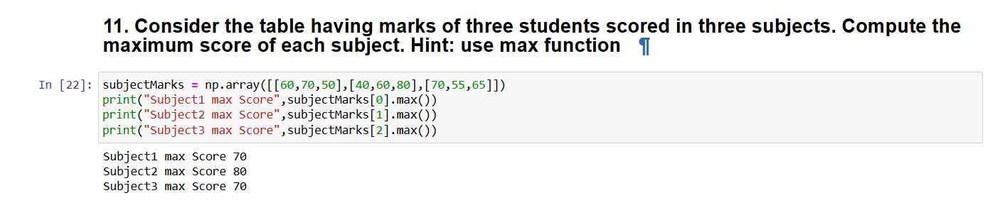 11. Consider the table having marks of three students scored in three subjects. Compute the
maximum score of each subject. Hint: use max function ¶
In [22]: subjectMarks = np.array([[60,70,50],[40,60,80],[70,55,65]])
print("Subject1 max Score",subjectMarks[0].max())
print("Subject2 max Score",subjectMarks[1].max())
print("Subject3 max Score",subjectMarks[2].max())
Subject1 max Score 70
Subject2 max Score 80
Subject3 max Score 70